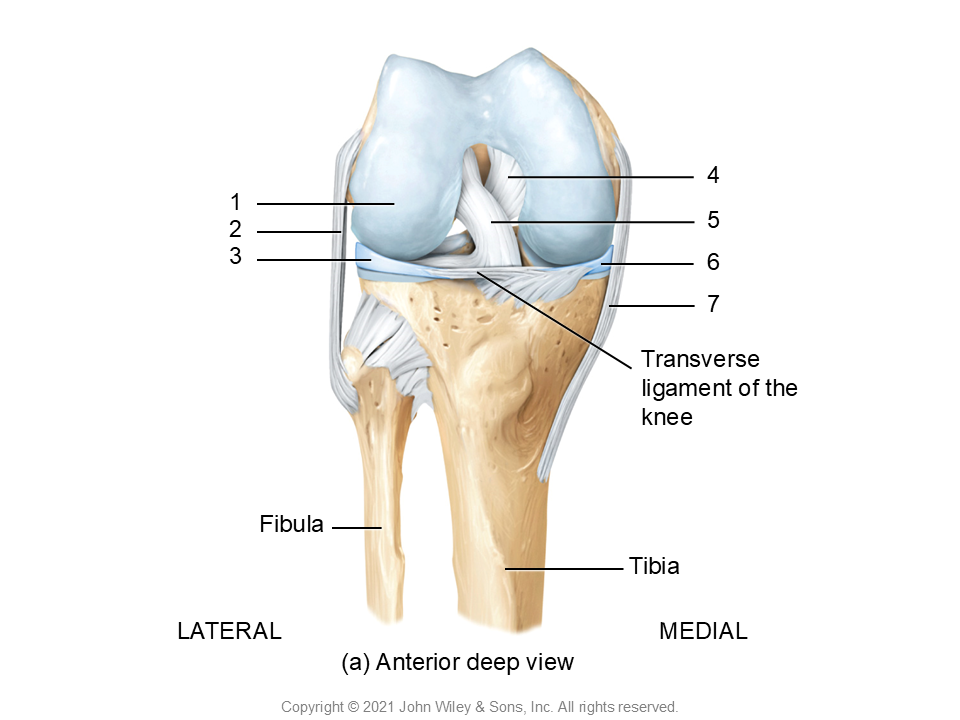 1
2
3
4
5
6
7
Transverse
ligament of the
knee
Fibula
Tibia
LATERAL
MEDIAL
(a) Anterior deep view
Copyright © 2021 John Wiley & Sons, Inc. All rights reserved.